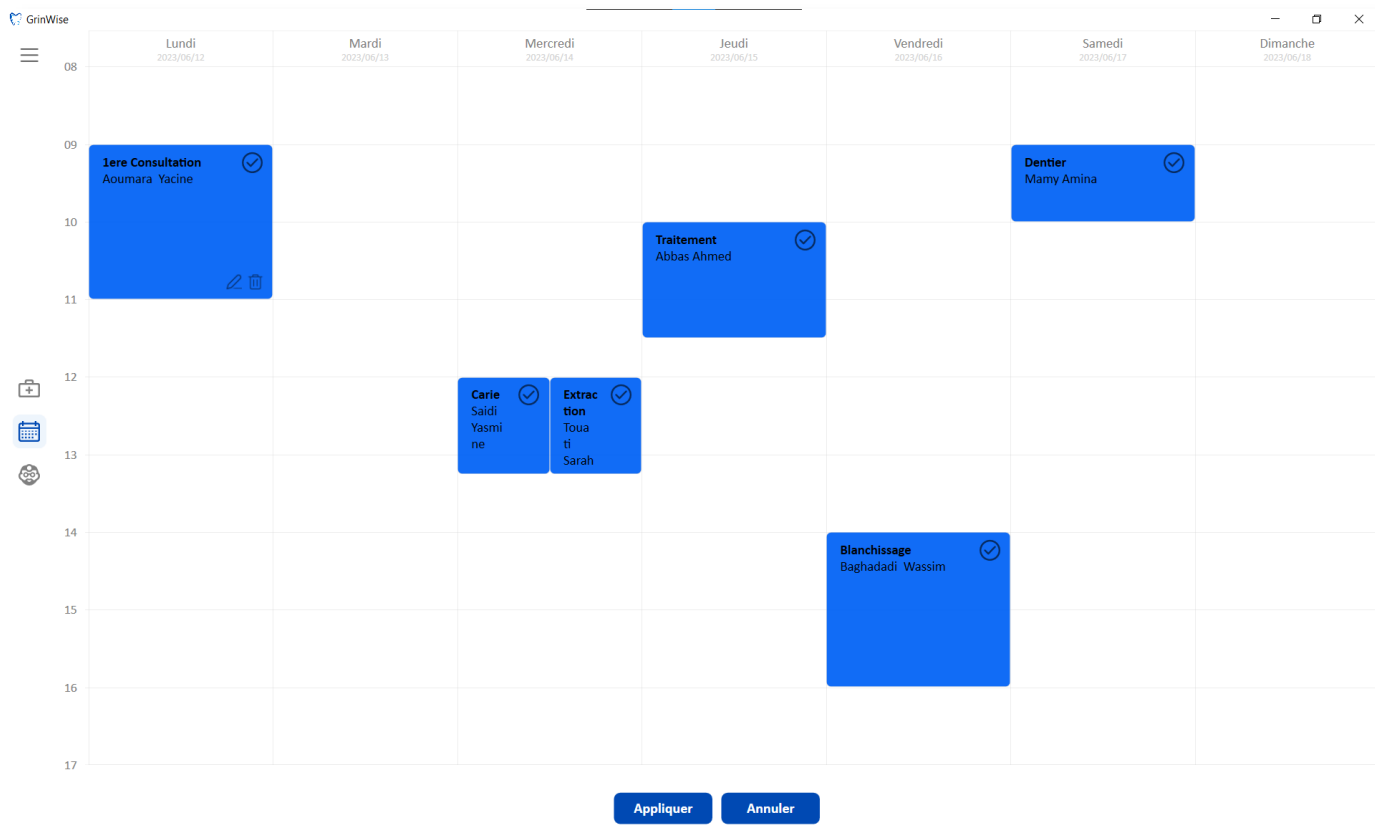 GrinWise
Lundi
2023/06/12
Mardi
2023/06/13
Mercredi
2023/06/14
Jeudi
2023/06/15
Vendredi
2023/06/16
Samedi
2023/06/17
Dimanche
2023/06/18
08
09
10
11
12
13
14
15
16
17
1ere Consultation
Aoumara Yacine
Carie
Saidi
Yasmi
ne
Extrac
tion
Toua
ti
Sarah
Traitement
Abbas Ahmed
Blanchissage
Baghadadi Wassim
Dentier
Mamy Amina
Appliquer
Annuler